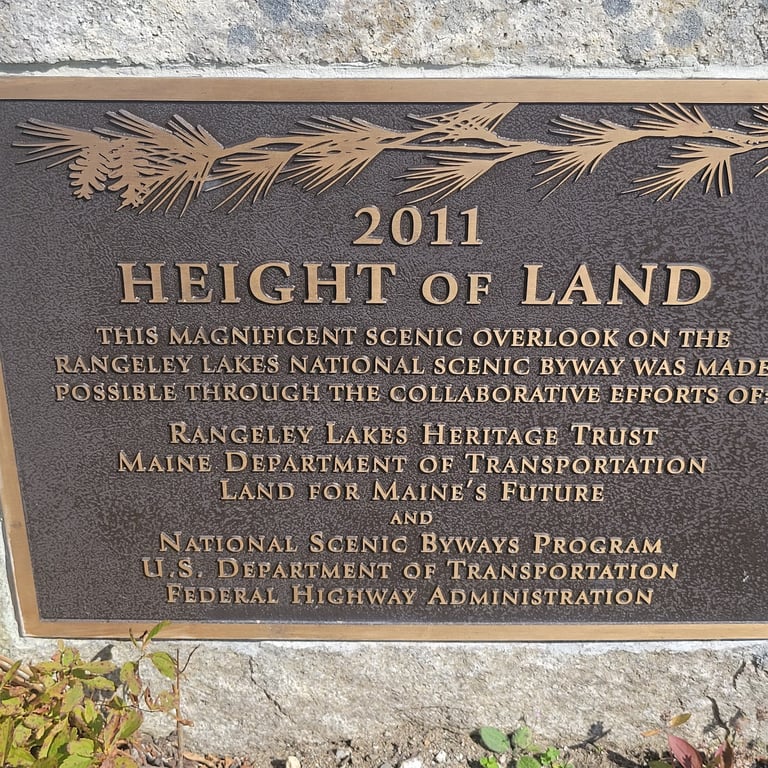 2011
HEIGHT OF LAND
THIS MAGNIFICENT SCENIC OVERLOOK ON THE
RANGELEY LAKES NATIONAL SCENIC BYWAY WAS MADE
POSSIBLE THROUGH THE COLLABORATIVE EFFORTS OF:
RANGELEY LAKES HERITAGE TRUST
MAINE DEPARTMENT OF TRANSPORTATION
LAND FOR MAINE'S FUTURE
AND
NATIONAL SCENIC BYWAYS PROGRAM
U.S. DEPARTMENT OF TRANSPORTATION
FEDERAL HIGHWAY ADMINISTRATION